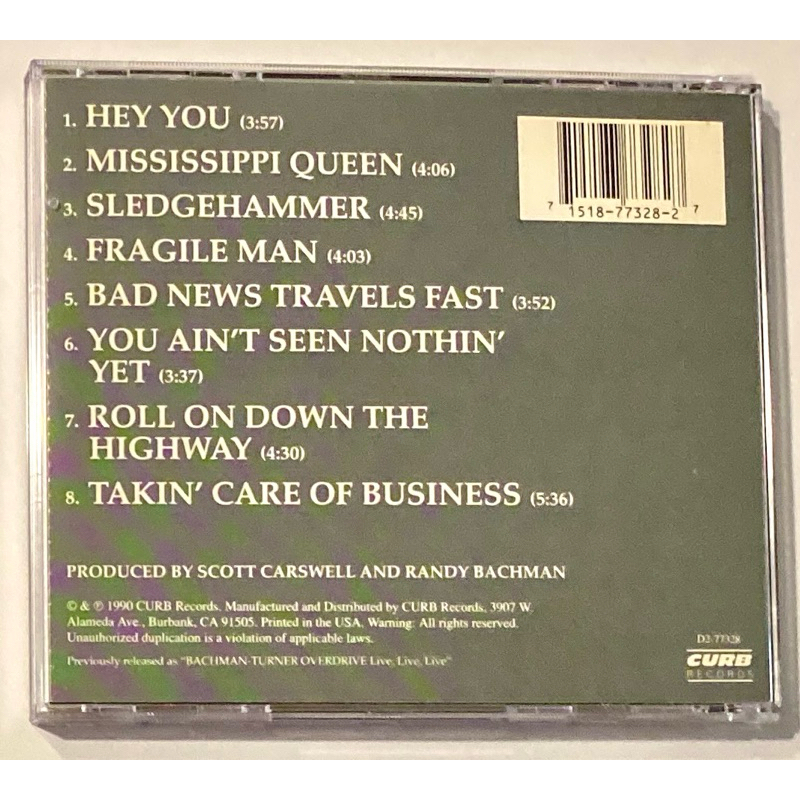 1. HEY YOU (3:57)
2. MISSISSIPPI QUEEN (4:06)
3. SLEDGEHAMMER (4:45)
4. FRAGILE MAN (4:03)
5. BAD NEWS TRAVELS FAST (3:52)
6. YOU AIN'T SEEN NOTHIN'
YET (3:37)
7. ROLL ON DOWN THE
HIGHWAY (4:30)
8. TAKIN' CARE OF BUSINESS (5:36)
7 1518-77328-2 7
PRODUCED BY SCOTT CARSWELL AND RANDY BACHMAN
© & ℗ 1990 CURB Records. Manufactured and Distributed by CURB Records, 3907 W.
Alameda Ave., Burbank, CA 91505. Printed in the USA. Warning: All rights reserved.
Unauthorized duplication is a violation of applicable laws.
Previously released as "BACHMAN-TURNER OVERDRIVE Live, Live, Live"
D2-77328
CURB
RECORDS